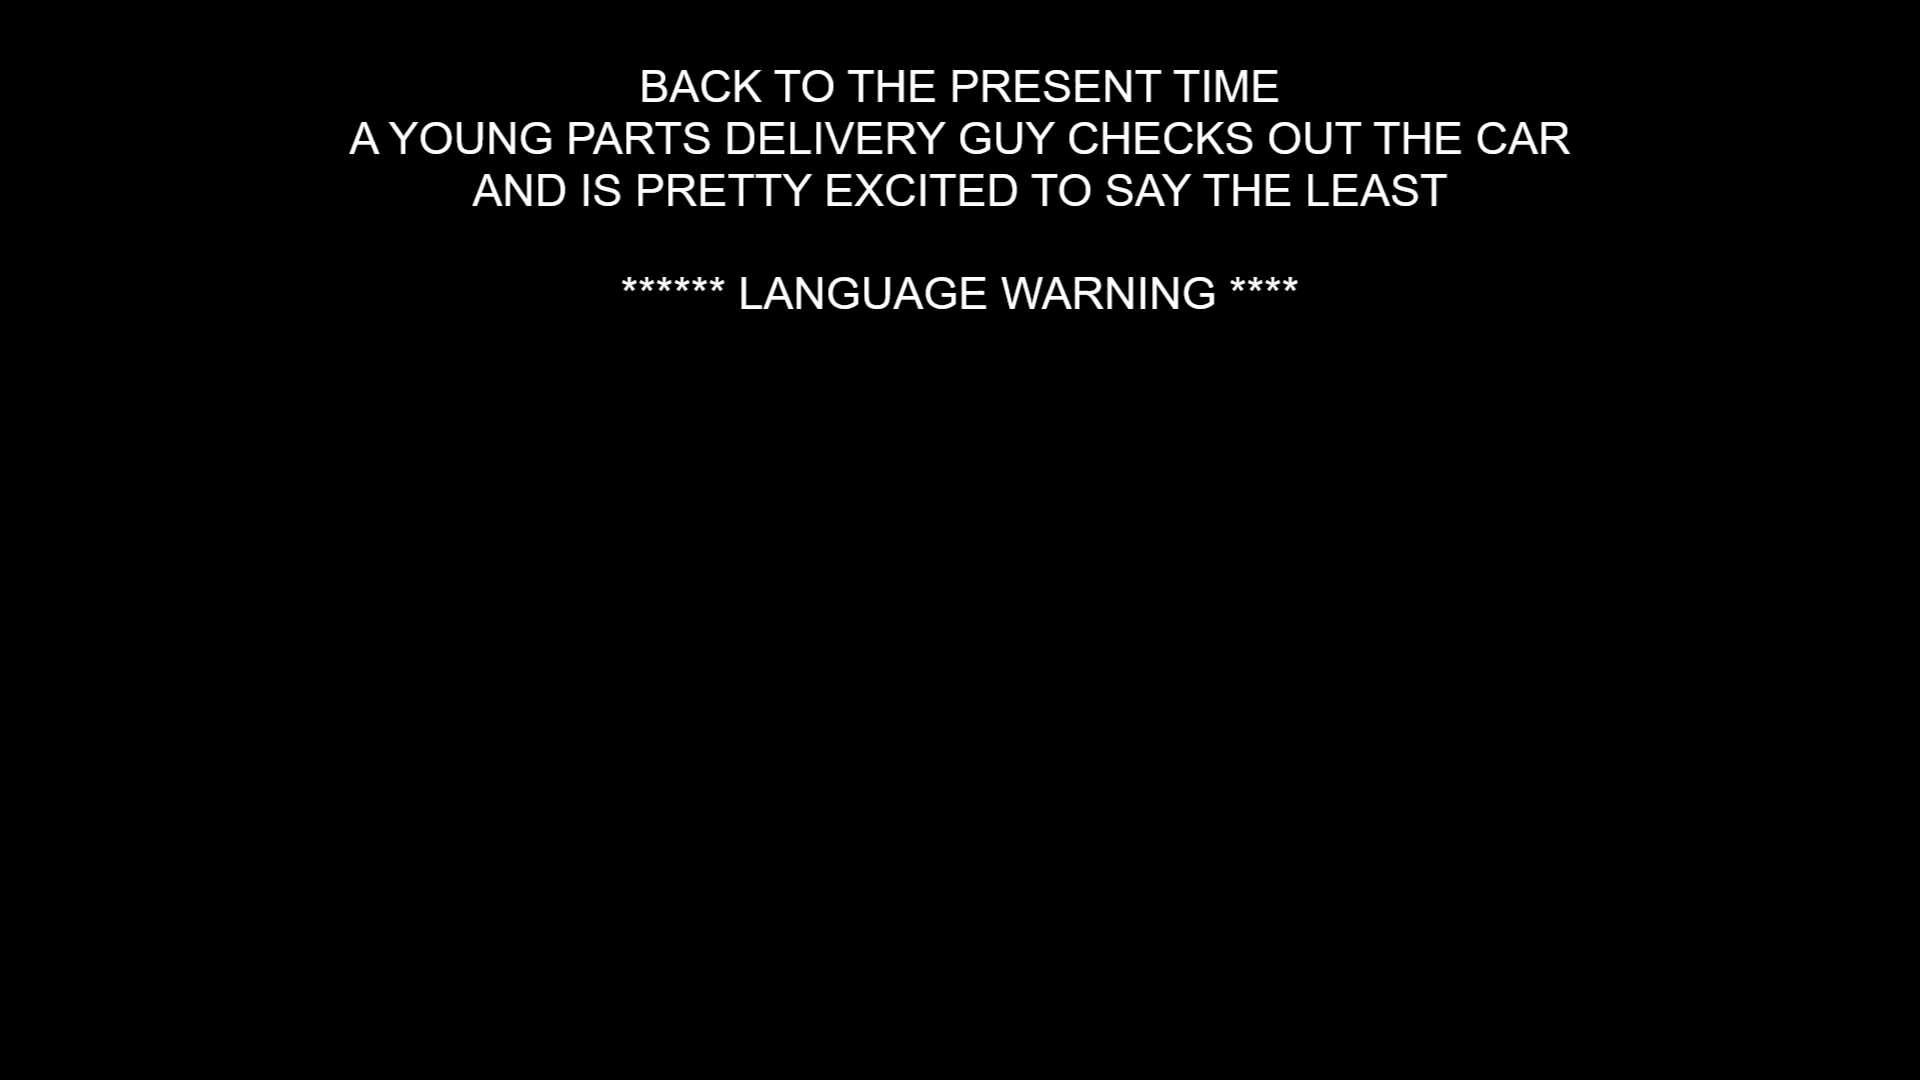 BACK TO THE PRESENT TIME
A YOUNG PARTS DELIVERY GUY CHECKS OUT THE CAR
AND IS PRETTY EXCITED TO SAY THE LEAST
****** LANGUAGE WARNING ****